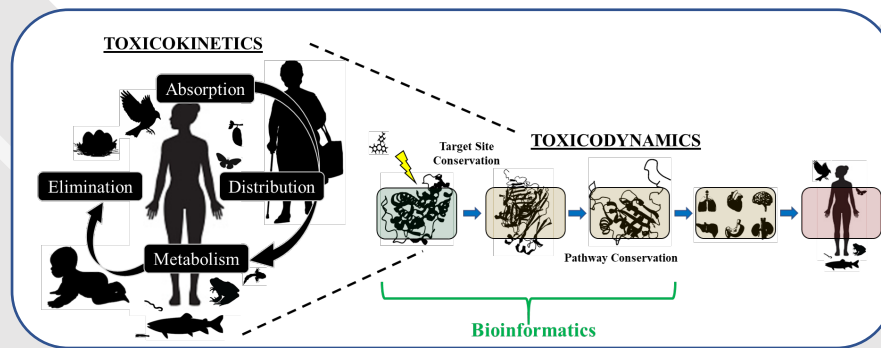 TOXICOKINETICS
Absorption
Elimination
Distribution
Metabolism
TOXICODYNAMICS
Target Site
Conservation
Pathway Conservation
Bioinformatics